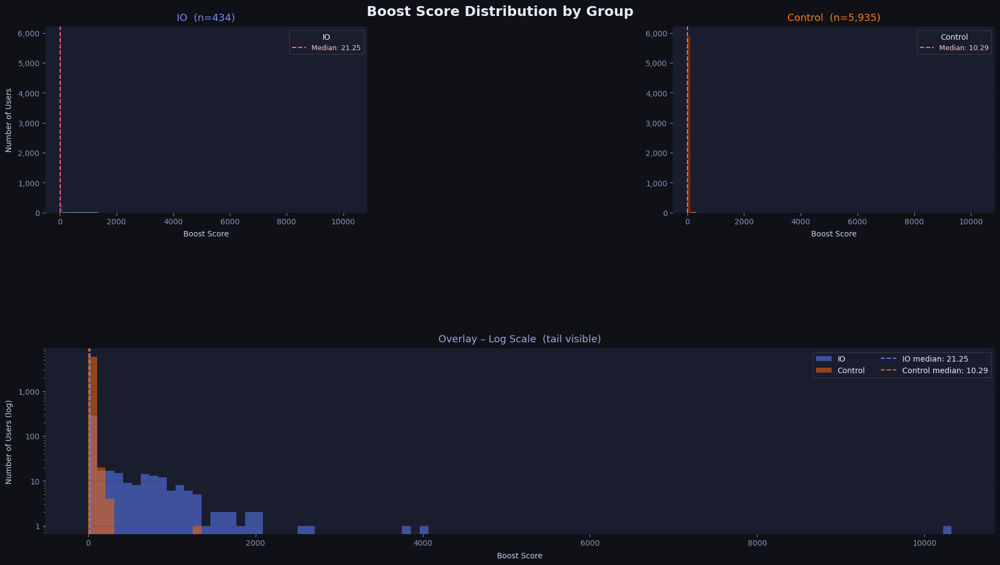 Boost Score Distribution by Group
IO (n=434)
6,000
5,000
4,000
3,000
2,000
1,000
0
Number of Users
IO
Median: 21.25
0 2000 4000 6000 8000 10000
Boost Score
Control (n=5,935)
6,000
5,000
4,000
3,000
2,000
1,000
0
Control
Median: 10.29
0 2000 4000 6000 8000 10000
Boost Score
Overlay – Log Scale (tail visible)
1,000
100
10
1
Number of Users (log)
IO
Control
IO median: 21.25
Control median: 10.29
0 2000 4000 6000 8000 10000
Boost Score